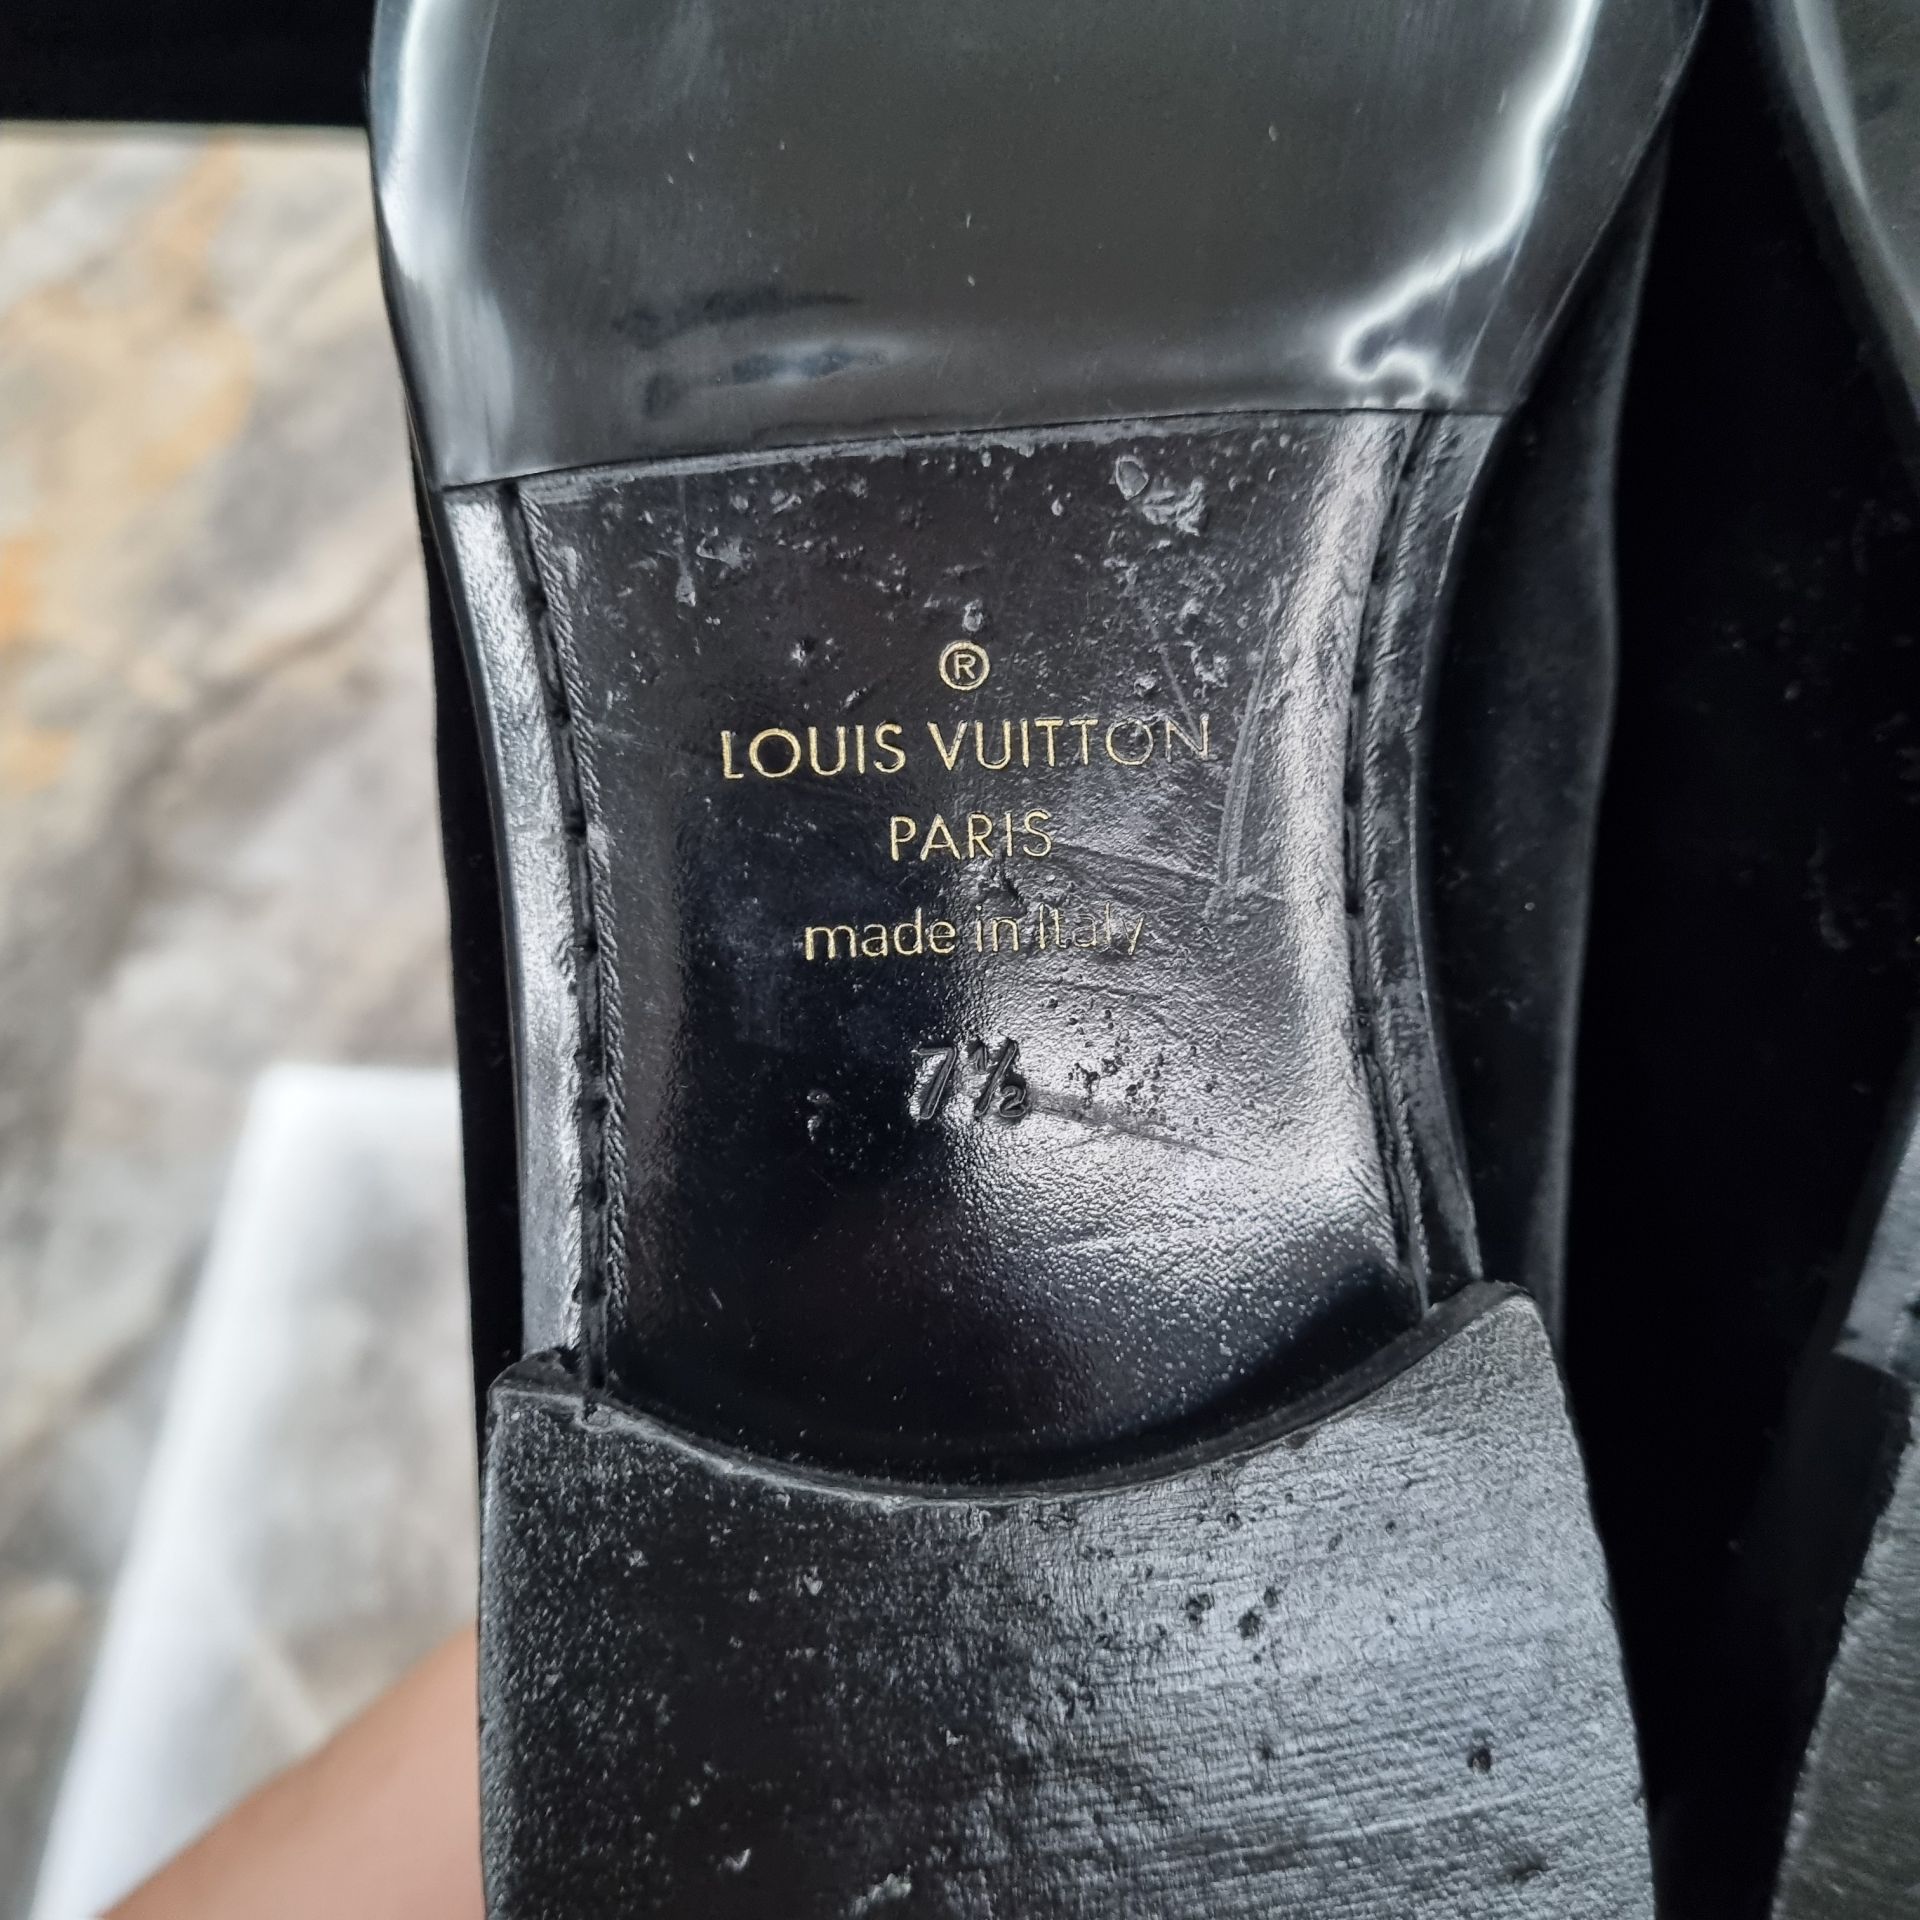 ®
LOUIS VUITTON
PARIS
made in Italy
7½